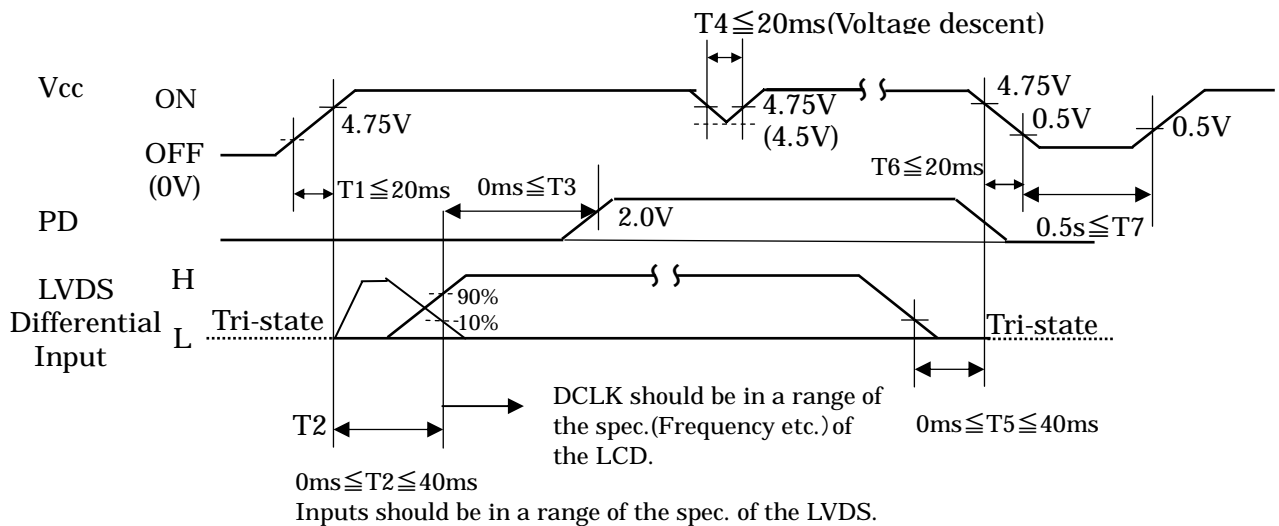 T4≦20ms(Voltage descent)
Vcc
ON
4.75V
4.75V
(4.5V)
4.75V
0.5V
0.5V
OFF
(0V)
T1≦20ms
0ms≦T3
T6≦20ms
PD
2.0V
0.5s≦T7
LVDS
Differential
Input
H
90%
10%
Tri-state
L
Tri-state
T2
DCLK should be in a range of
the spec.(Frequency etc.)of
the LCD.
0ms≦T5≦40ms
0ms≦T2≦40ms
Inputs should be in a range of the spec. of the LVDS.